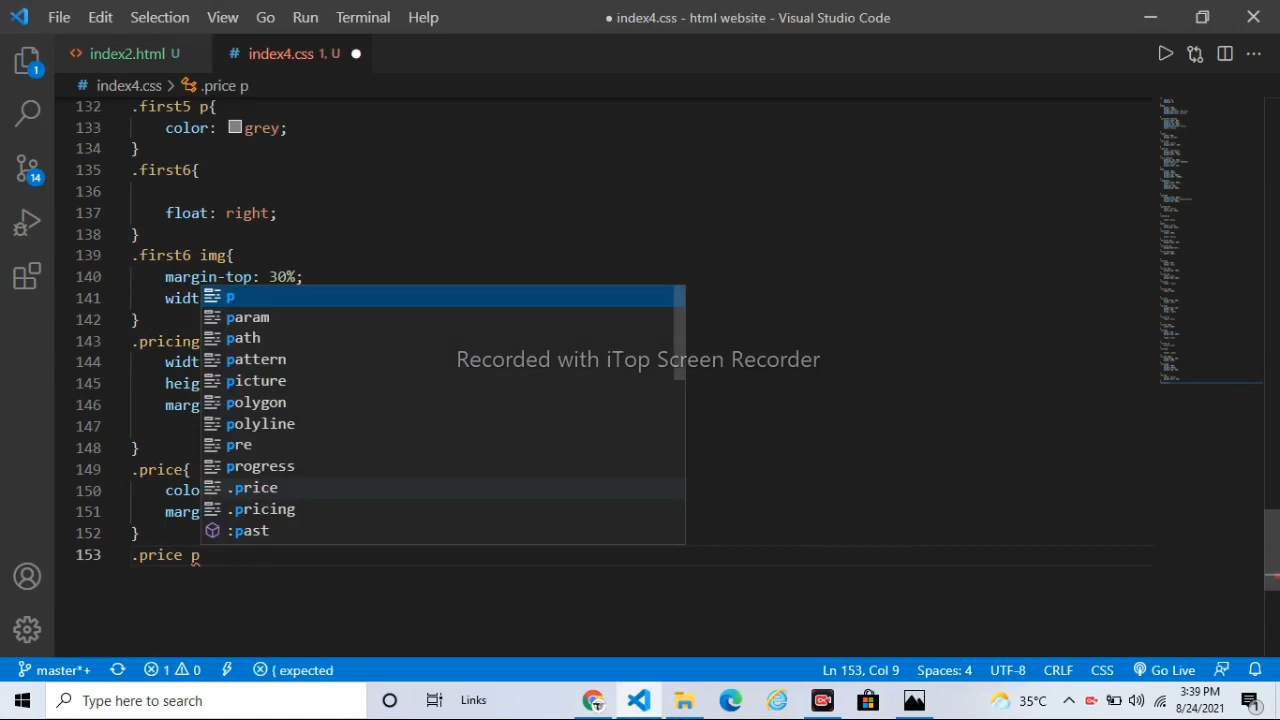 File Edit Selection View Go Run Terminal Help ● index4.css - html website - Visual Studio Code
<> index2.html U # index4.css 1, U ●
# index4.css > .price p
132 .first5 p{
133 color: grey;
134 }
135 .first6{
136
137 float: right;
138 }
139 .first6 img{
140 margin-top: 30%;
141 widt
142 }
143 .pricing
144 widt
145 heig
146 marg
147
148 }
149 .price{
150 colo
151 marg
152 }
153 .price p
p
param
path
pattern
picture
polygon
polyline
pre
progress
.price
.pricing
:past
Recorded with iTop Screen Recorder
1
14
master*+ 1 0 { expected Ln 153, Col 9 Spaces: 4 UTF-8 CRLF CSS Go Live
Type here to search Links 35°C 3:39 PM
8/24/2021
1